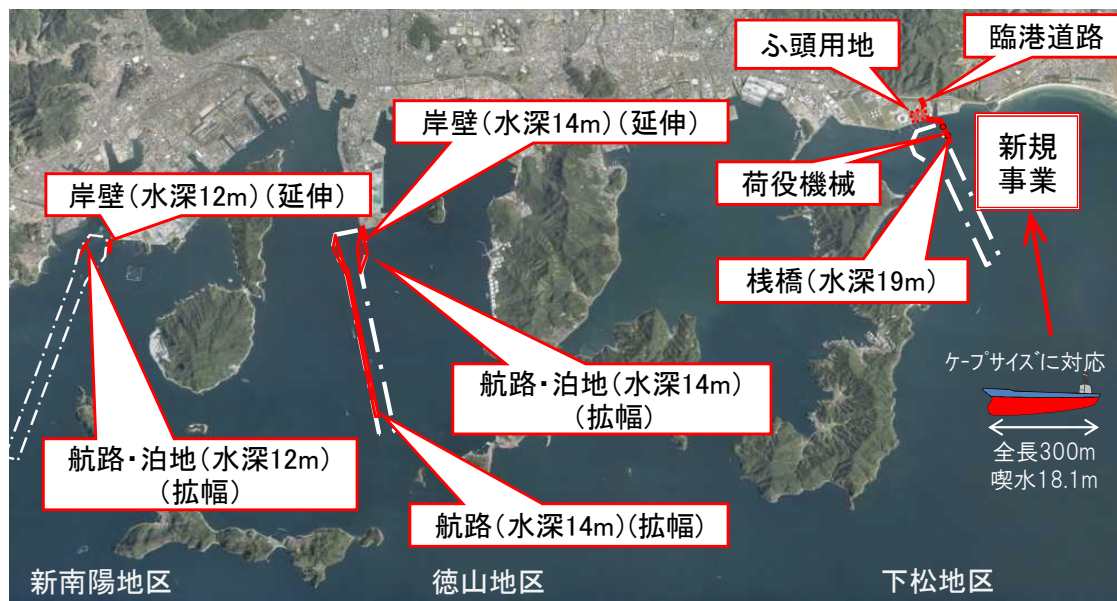 ふ頭用地
臨港道路
岸壁(水深14m)(延伸)
新規
事業
荷役機械
岸壁(水深12m)(延伸)
桟橋(水深19m)
ケープサイズに対応
航路・泊地(水深14m)
(拡幅)
全長300m
喫水18.1m
航路・泊地(水深12m)
(拡幅)
航路(水深14m)(拡幅)
新南陽地区
徳山地区
下松地区